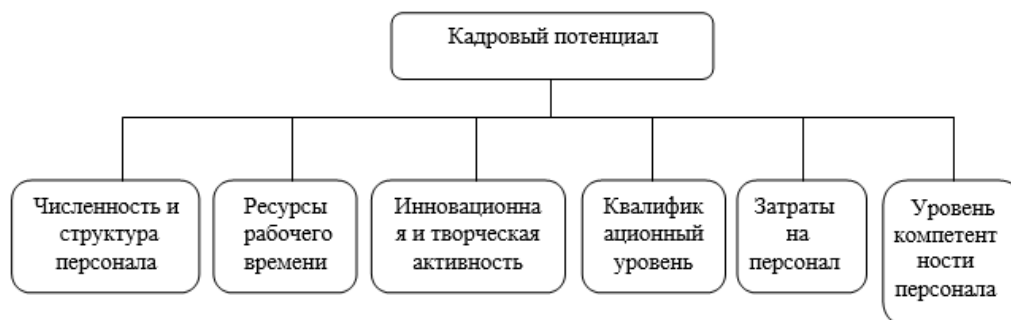 Кадровый потенциал
Численность и
структура
персонала
Ресурсы
рабочего
времени
Инновационна
я и творческая
активность
Квалифик
ационный
уровень
Затраты
на
персонал
Уровень
компетент
ности
персонала